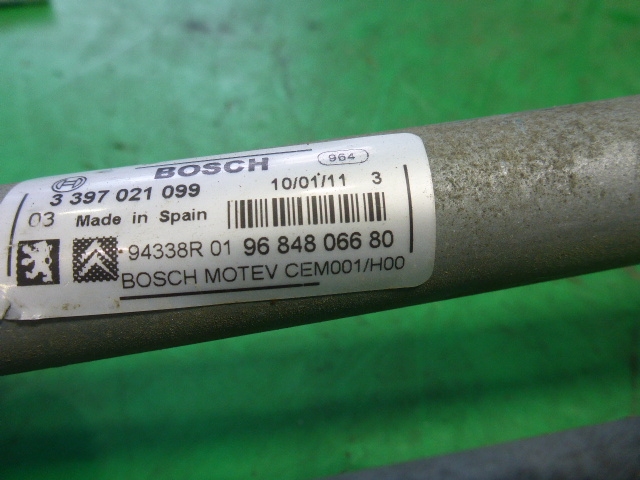 BOSCH 964
3 397 021 099 10/01/11 3
03 Made in Spain
94338R 01 96 848 066 80
BOSCH MOTEV CEM001/H00